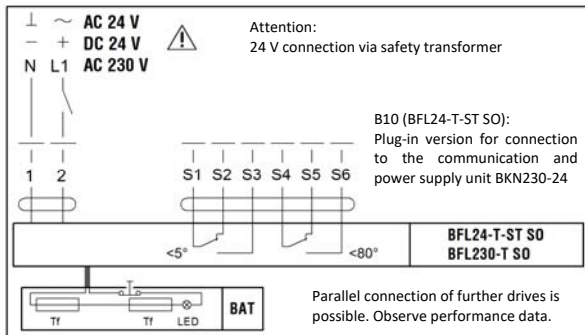 ⊥ ~ AC 24 V
− + DC 24 V
N L1 AC 230 V
Attention:
24 V connection via safety transformer
B10 (BFL24-T-ST SO):
Plug-in version for connection
to the communication and
power supply unit BKN230-24
1 2 S1 S2 S3 S4 S5 S6
<5° <80°
BFL24-T-ST SO
BFL230-T SO
T
Tf Tf LED BAT
Parallel connection of further drives is
possible. Observe performance data.